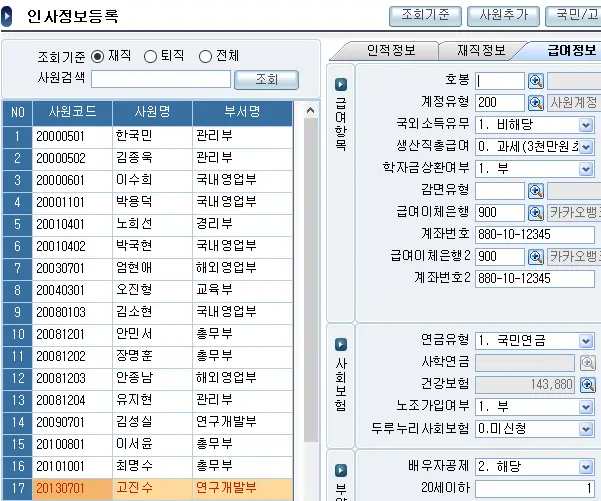 인사정보등록
조회기준 사원추가 국민/고
조회기준 재직 퇴직 전체
사원검색 조회
NO 사원코드 사원명 부서명
1 20000501 한국민 관리부
2 20000502 김종욱 관리부
3 20000601 이수희 국내영업부
4 20001101 박용덕 국내영업부
5 20010401 노희선 경리부
6 20010402 박국현 국내영업부
7 20030701 엄현애 해외영업부
8 20040301 오진형 교육부
9 20080103 김소현 국내영업부
10 20081201 안민서 총무부
11 20081202 장명훈 총무부
12 20081203 안종남 해외영업부
13 20081204 유지현 관리부
14 20090701 김성실 연구개발부
15 20100801 이서윤 총무부
16 20101001 최명수 총무부
17 20130701 고진수 연구개발부
인적정보 재직정보 급여정보
급여항목
호봉
계정유형 200 사원계정
국외소득유무 1. 비해당
생산직총급여 0. 과세(3천만원초
학자금상환여부 1. 부
감면유형
급여이체은행 900 카카오뱅크
계좌번호 880-10-12345
급여이체은행2 900 카카오뱅크
계좌번호2 880-10-12345
사회보험
연금유형 1. 국민연금
사학연금
건강보험 143,880
노조가입여부 1. 부
두루누리사회보험 0.미신청
부양
배우자공제 2. 해당
20세이하 1